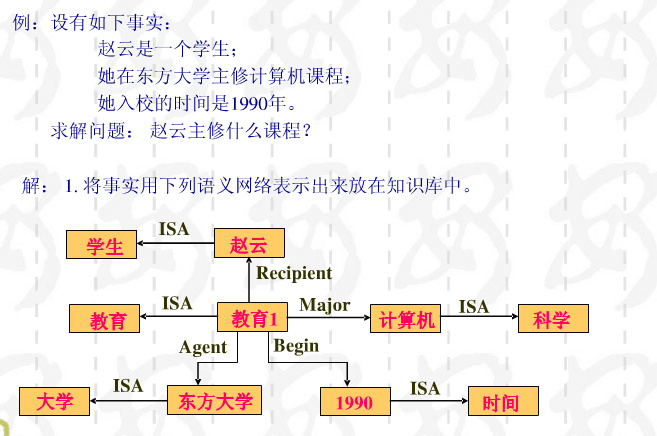 例：设有如下事实：
赵云是一个学生；
她在东方大学主修计算机课程；
她入校的时间是1990年。
求解问题： 赵云主修什么课程？
解： 1. 将事实用下列语义网络表示出来放在知识库中。
学生 ISA 赵云
Recipient
教育 ISA 教育1 Major 计算机 ISA 科学
Agent Begin
大学 ISA 东方大学 1990 ISA 时间